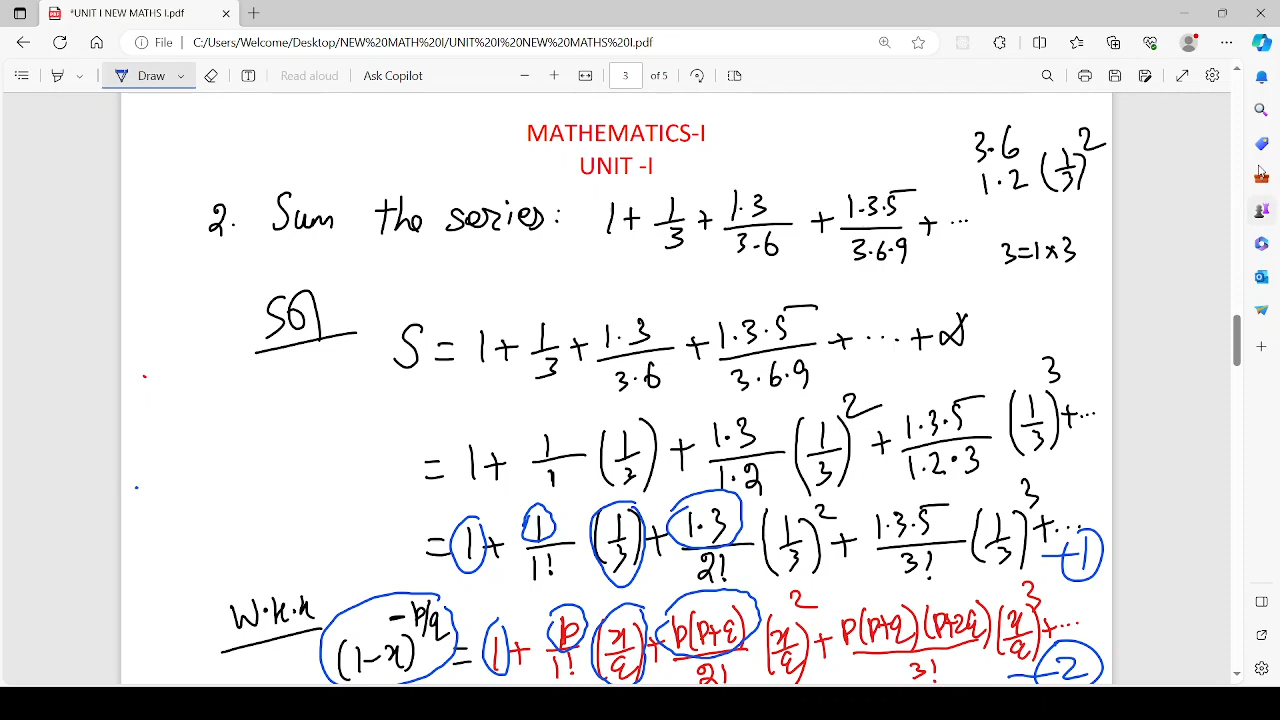 *UNIT I NEW MATHS I.pdf
File C:/Users/Welcome/Desktop/NEW%20MATH%20I/UNIT%20I%20NEW%20MATHS%20I.pdf
Draw Read aloud Ask Copilot 3 of 5
MATHEMATICS-I
UNIT -I
3·6
1·2 (1/3)^2
2. Sum the series: 1 + 1/3 + 1·3/3·6 + 1·3·5/3·6·9 + ...
3=1×3
Sol
S = 1 + 1/3 + 1·3/3·6 + 1·3·5/3·6·9 + ... + ∞
= 1 + 1/1 (1/3) + 1·3/1·2 (1/3)^2 + 1·3·5/1·2·3 (1/3)^3 + ...
= 1 + 1/1! (1/3) + 1·3/2! (1/3)^2 + 1·3·5/3! (1/3)^3 + ... —1
W.K.K
(1-x)^-p/q = 1 + p/1! (x/q) + p(p+q)/2! (x/q)^2 + p(p+q)(p+2q)/3! (x/q)^3 + ... —2